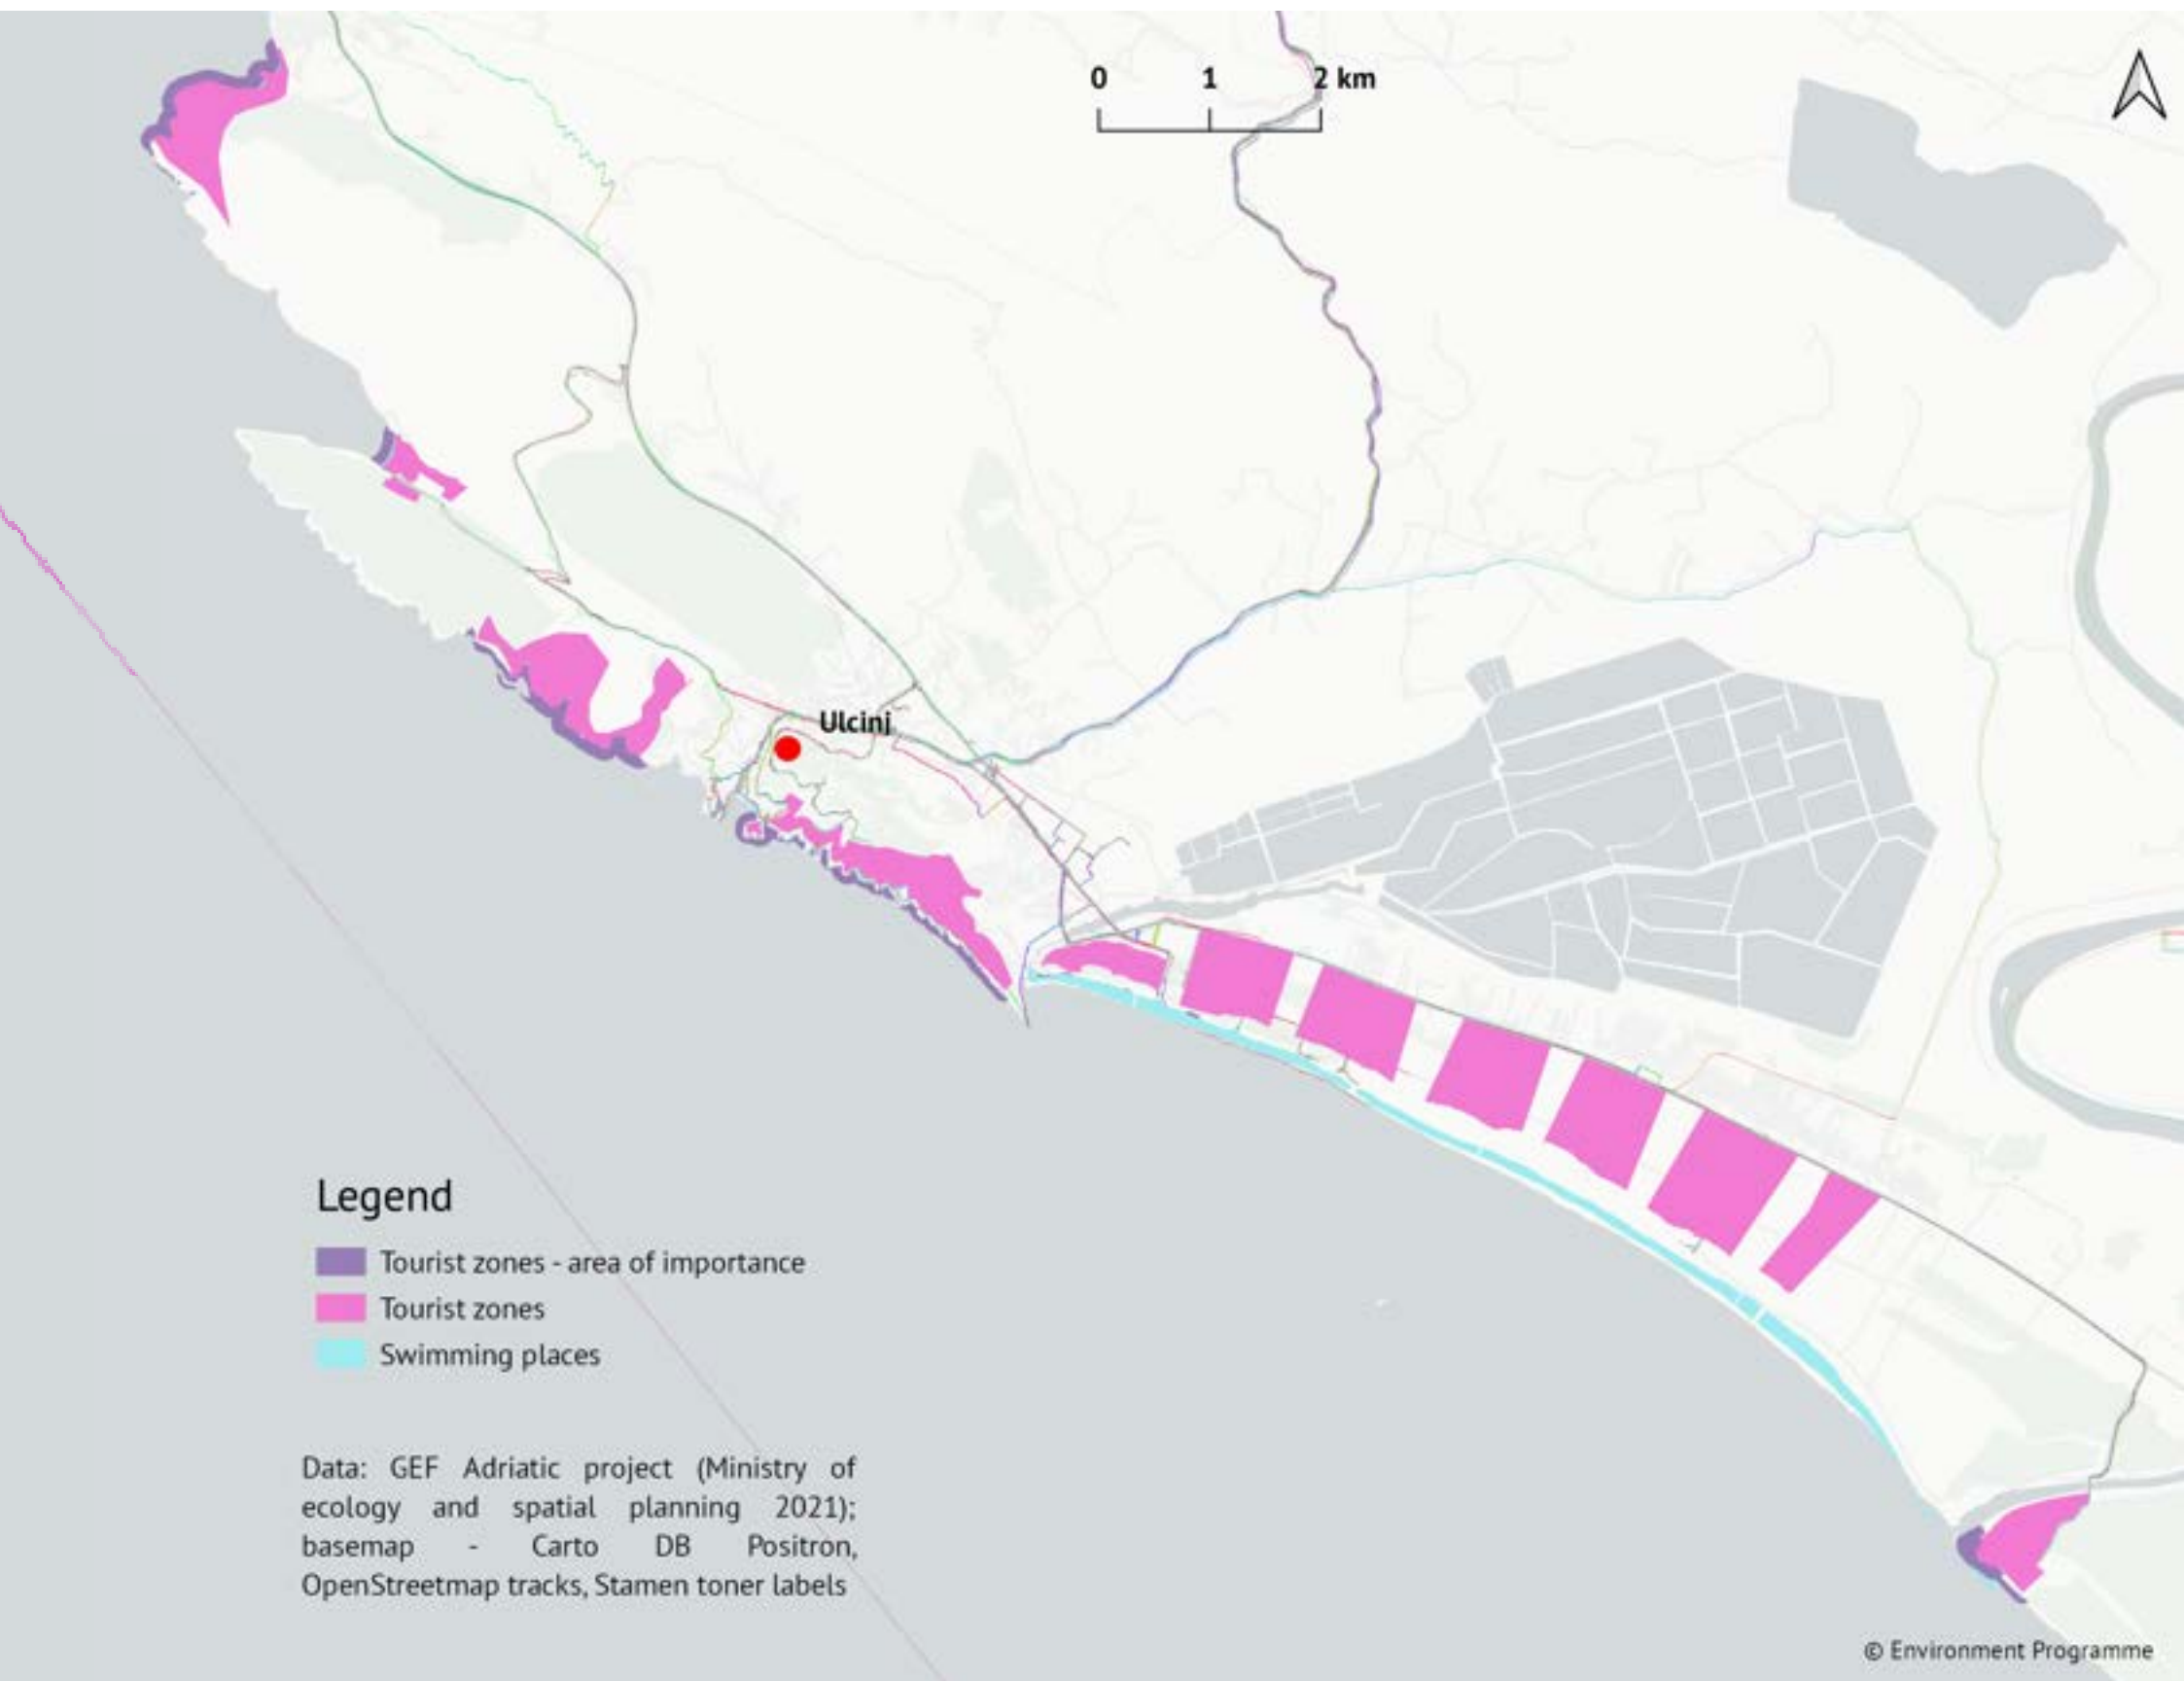 0 1 2 km
Ulcinj
Legend
Tourist zones - area of importance
Tourist zones
Swimming places
Data: GEF Adriatic project (Ministry of
ecology and spatial planning 2021);
basemap - Carto DB Positron,
OpenStreetmap tracks, Stamen toner labels
© Environment Programme